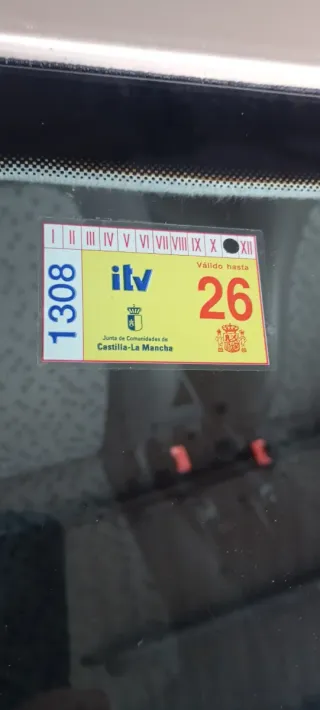 I II III IV V VI VII VIII IX X XII
1308
itv
Válido hasta
26
Junta de Comunidades de
Castilla-La Mancha